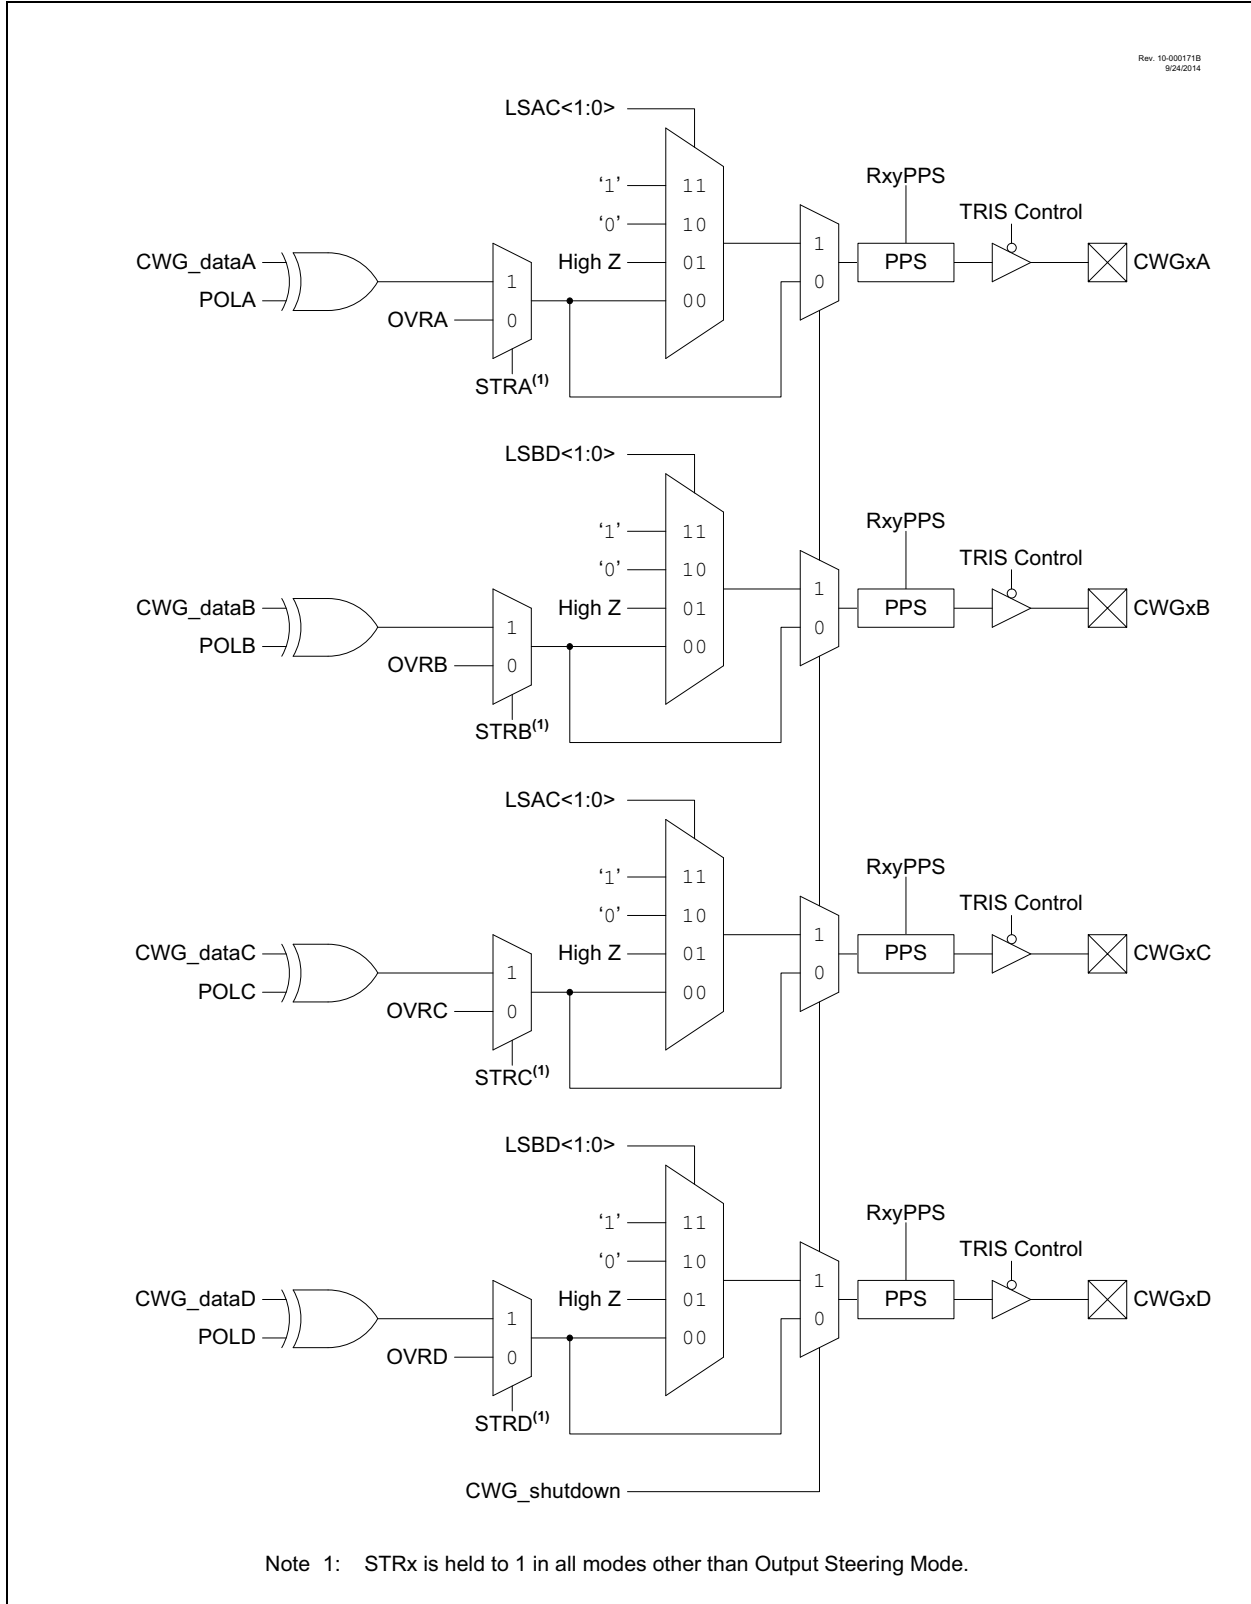 Rev. 10-000171B
9/24/2014
LSAC<1:0>
‘1’ 11
‘0’ 10
High Z 01
00
CWG_dataA
POLA
OVRA
1
0
STRA(1)
1
0
RxyPPS
PPS
TRIS Control
CWGxA
LSBD<1:0>
‘1’ 11
‘0’ 10
High Z 01
00
CWG_dataB
POLB
OVRB
1
0
STRB(1)
1
0
RxyPPS
PPS
TRIS Control
CWGxB
LSAC<1:0>
‘1’ 11
‘0’ 10
High Z 01
00
CWG_dataC
POLC
OVRC
1
0
STRC(1)
1
0
RxyPPS
PPS
TRIS Control
CWGxC
LSBD<1:0>
‘1’ 11
‘0’ 10
High Z 01
00
CWG_dataD
POLD
OVRD
1
0
STRD(1)
1
0
RxyPPS
PPS
TRIS Control
CWGxD
CWG_shutdown
Note 1: STRx is held to 1 in all modes other than Output Steering Mode.